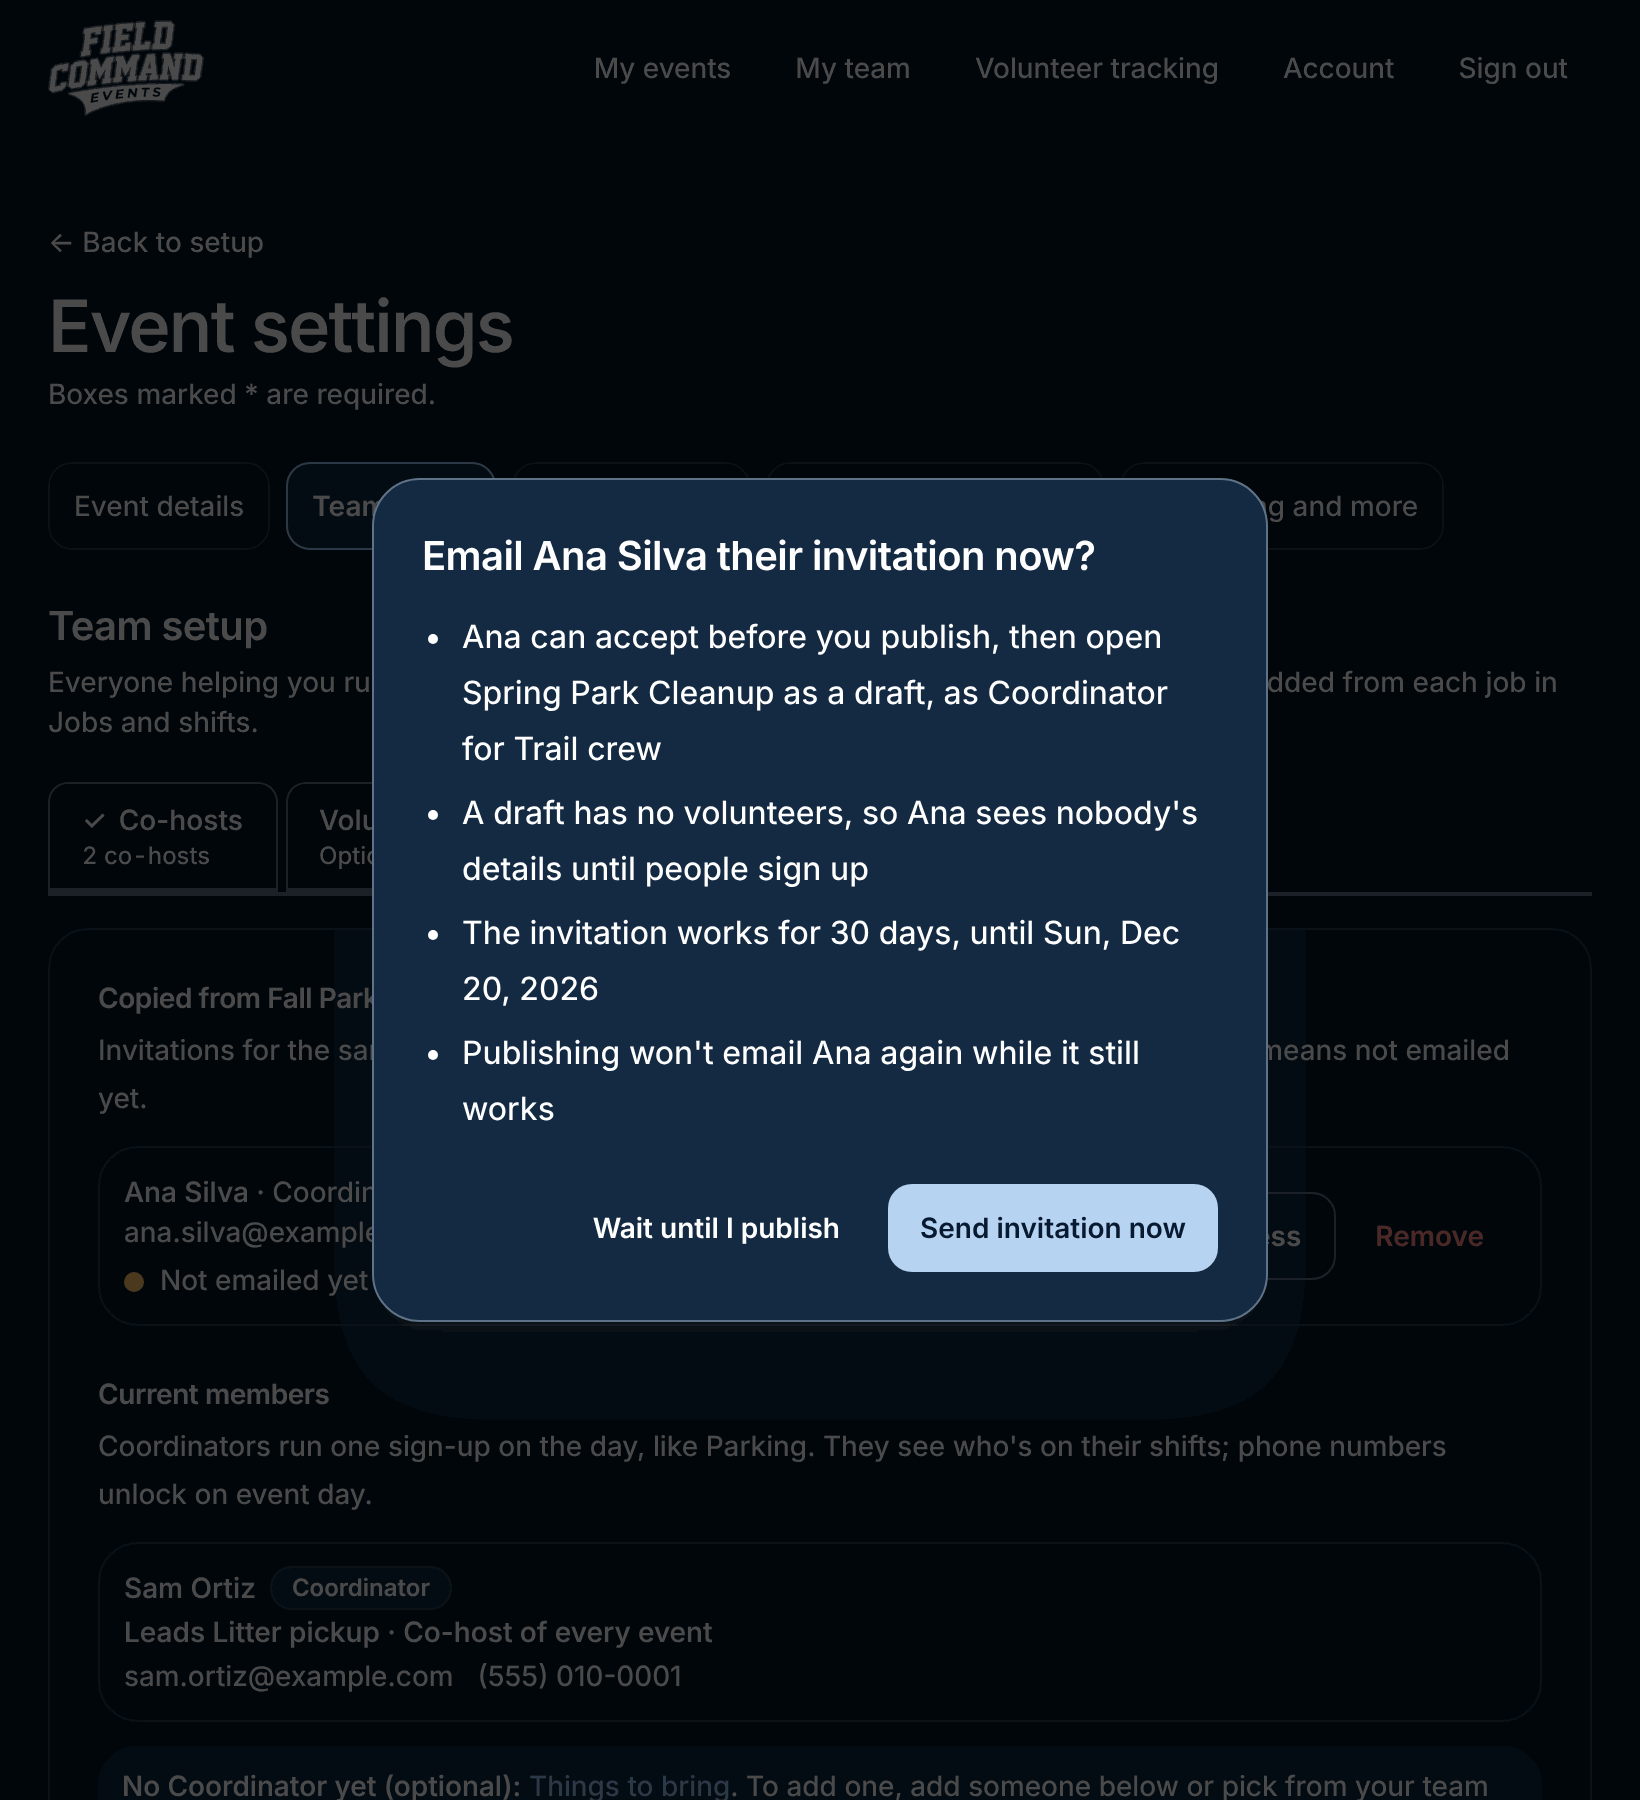 FIELD
COMMAND
EVENTS
My events
My team
Volunteer tracking
Account
Sign out
← Back to setup
Event settings
Boxes marked * are required.
Event details
Team
and more
Team setup
Everyone helping you
from each job in
Jobs and shifts.
✓ Co-hosts
2 co-hosts
Email Ana Silva their invitation now?
• Ana can accept before you publish, then open
Spring Park Cleanup as a draft, as Coordinator
for Trail crew
• A draft has no volunteers, so Ana sees nobody's
details until people sign up
• The invitation works for 30 days, until Sun, Dec
20, 2026
• Publishing won't email Ana again while it still
works
Wait until I publish
Send invitation now
Copied from Fall Park
Invitations for the
means not emailed
yet.
Ana Silva ·
ana.silva@example
Not emailed yet
Remove
Current members
Coordinators run one sign-up on the day, like Parking. They see who's on their shifts; phone numbers
unlock on event day.
Sam Ortiz
Coordinator
Leads Litter pickup · Co-host of every event
sam.ortiz@example.com (555) 010-0001
No Coordinator yet (optional): Things to bring. To add one, add someone below or pick from your team